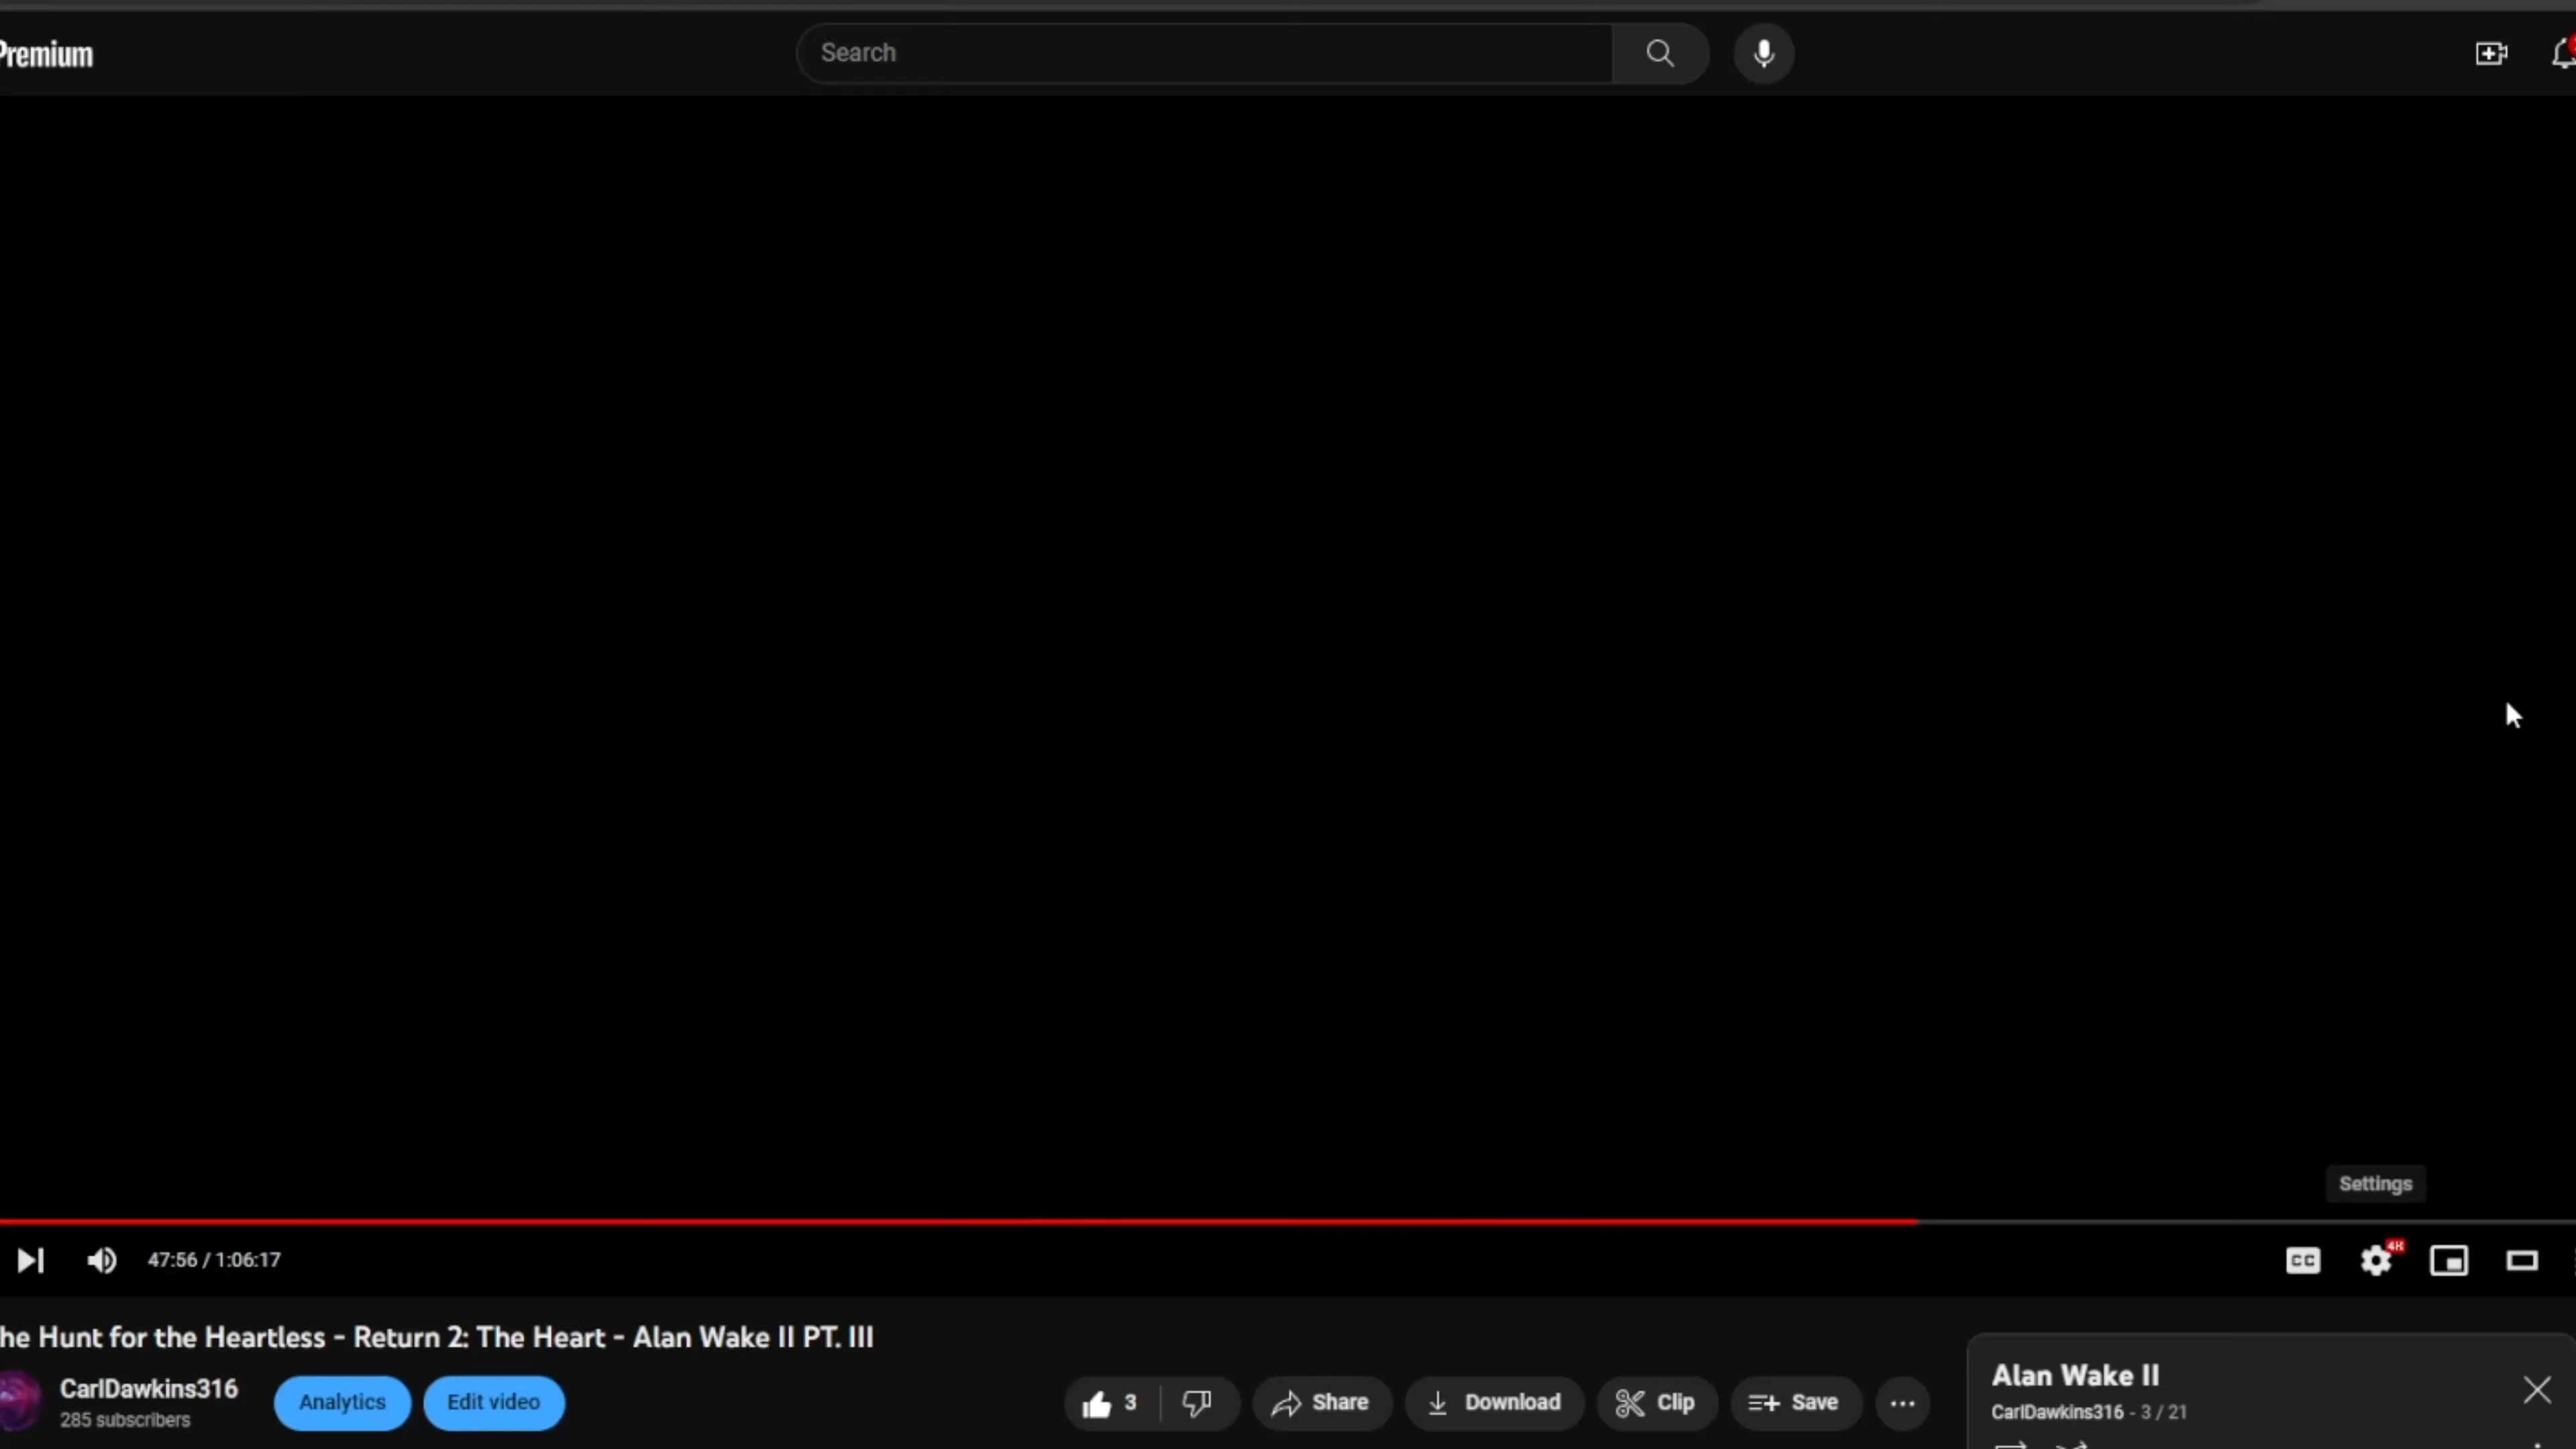 Premium
Search
Settings
47:56 / 1:06:17
CC
4K
he Hunt for the Heartless - Return 2: The Heart - Alan Wake II PT. III
CarlDawkins316
285 subscribers
Analytics
Edit video
3
Share
Download
Clip
Save
Alan Wake II
CarlDawkins316 - 3 / 21